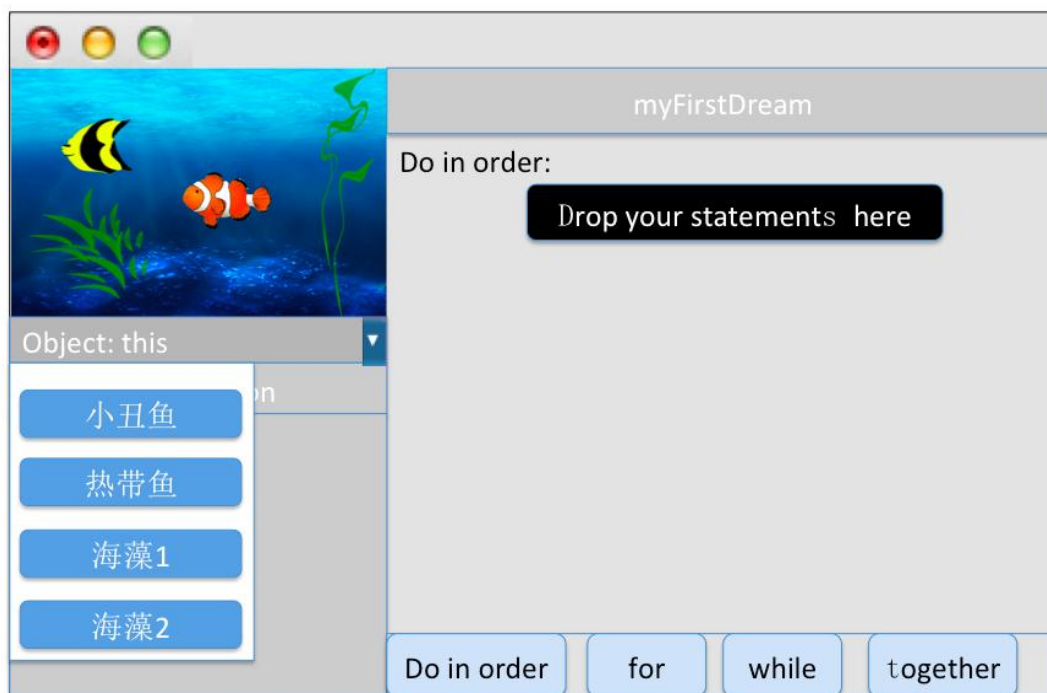 myFirstDream
Do in order:
Drop your statements here
Object: this
小丑鱼
热带鱼
海藻1
海藻2
Do in order
for
while
together